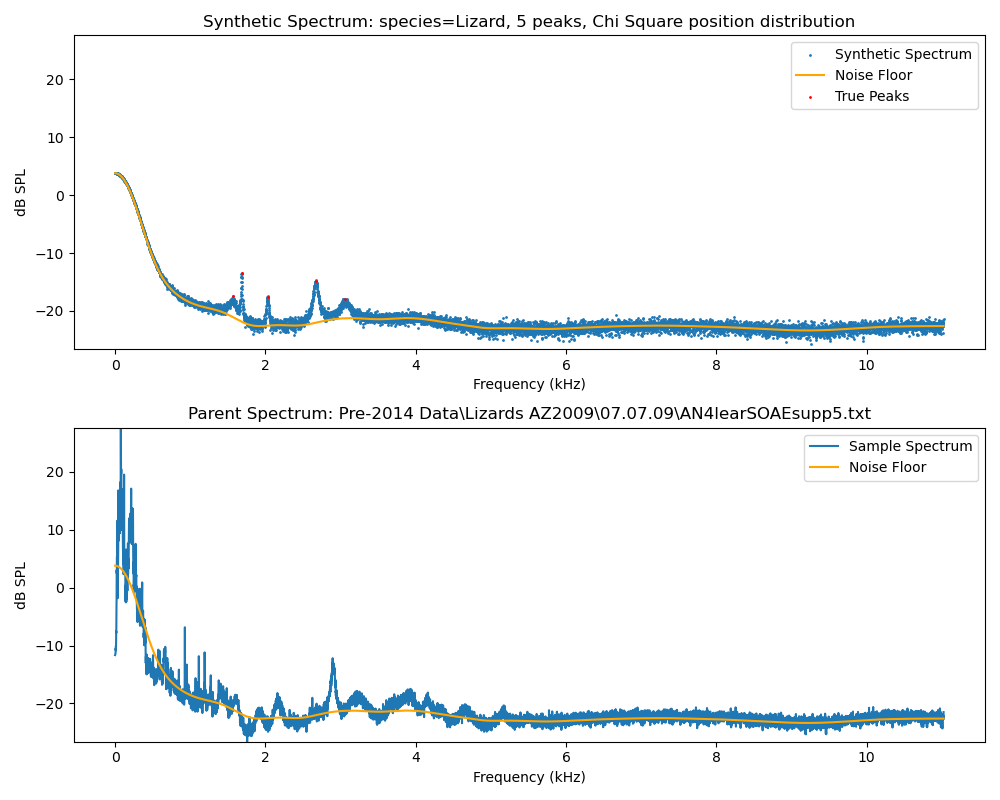 Synthetic Spectrum: species=Lizard, 5 peaks, Chi Square position distribution
20
10
0
−10
−20
dB SPL
Synthetic Spectrum
Noise Floor
True Peaks
0 2 4 6 8 10
Frequency (kHz)
Parent Spectrum: Pre-2014 Data\Lizards AZ2009\07.07.09\AN4learSOAEsupp5.txt
20
10
0
−10
−20
dB SPL
Sample Spectrum
Noise Floor
0 2 4 6 8 10
Frequency (kHz)